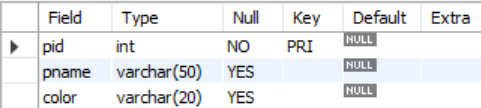 Field Type Null Key Default Extra
pid int NO PRI NULL
pname varchar(50) YES NULL
color varchar(20) YES NULL